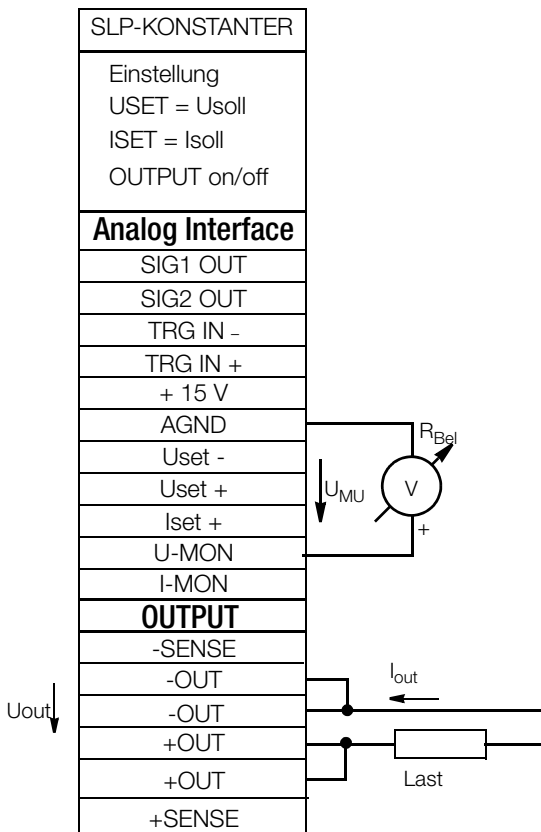 SLP-KONSTANTER
Einstellung
USET = Usoll
ISET = Isoll
OUTPUT on/off
Analog Interface
SIG1 OUT
SIG2 OUT
TRG IN -
TRG IN +
+ 15 V
AGND
Uset -
Uset +
Iset +
U-MON
I-MON
RBel
UMU
V
+
OUTPUT
-SENSE
-OUT
-OUT
+OUT
+OUT
+SENSE
Uout
Iout
Last